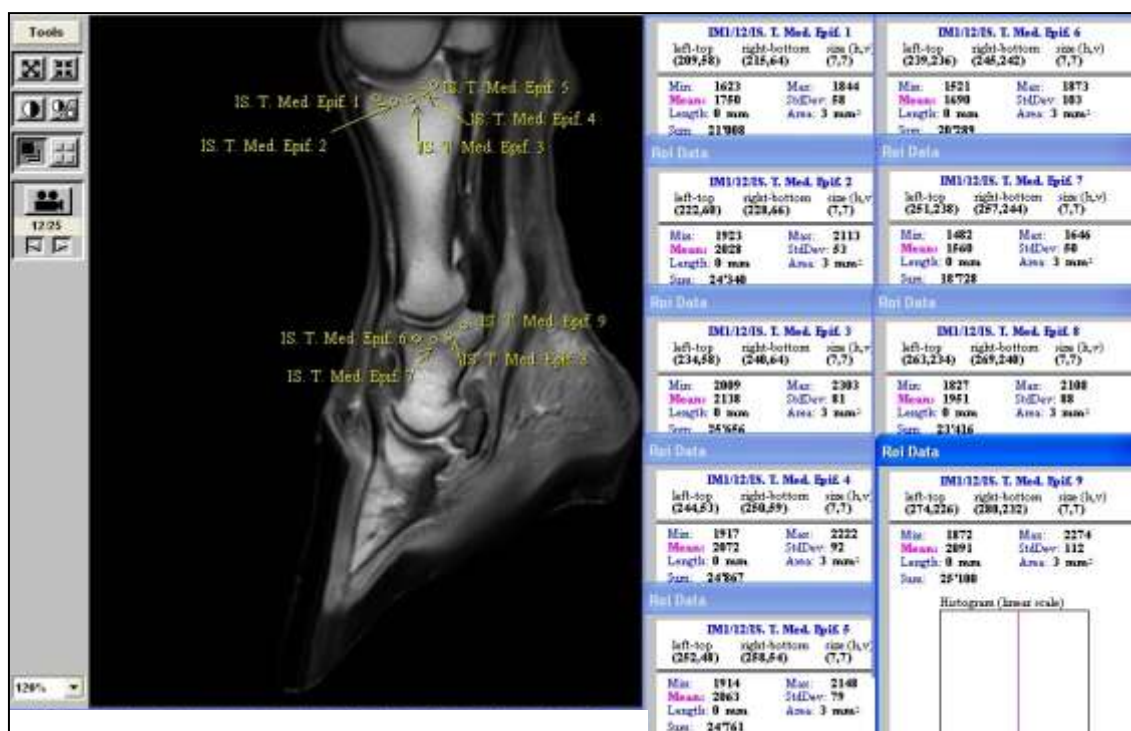 Tools
12/25
120%
IS. T. Med. Epif. 1
IS. T. Med. Epif. 5
IS. T. Med. Epif. 4
IS. T. Med. Epif. 2
IS. T. Med. Epif. 3
IS. T. Med. Epif. 9
IS. T. Med. Epif. 6
IS. T. Med. Epif. 8
IS. T. Med. Epif. 7
IM1/12/IS. T. Med. Epif. 1
left-top right-bottom size (h,v)
(209,58) (215,64) (7,7)
Min: 1623 Max: 1844
Mean: 1750 StdDev: 58
Length: 0 mm Area: 3 mm²
Sum: 21'008
Roi Data
IM1/12/IS. T. Med. Epif. 2
left-top right-bottom size (h,v)
(222,60) (228,66) (7,7)
Min: 1923 Max: 2113
Mean: 2028 StdDev: 53
Length: 0 mm Area: 3 mm²
Sum: 24'340
IM1/12/IS. T. Med. Epif. 3
left-top right-bottom size (h,v)
(234,58) (240,64) (7,7)
Min: 2009 Max: 2303
Mean: 2138 StdDev: 81
Length: 0 mm Area: 3 mm²
Sum: 25'656
Roi Data
IM1/12/IS. T. Med. Epif. 4
left-top right-bottom size (h,v)
(244,53) (250,59) (7,7)
Min: 1917 Max: 2222
Mean: 2072 StdDev: 92
Length: 0 mm Area: 3 mm²
Sum: 24'867
Roi Data
IM1/12/IS. T. Med. Epif. 5
left-top right-bottom size (h,v)
(252,48) (258,54) (7,7)
Min: 1914 Max: 2148
Mean: 2063 StdDev: 79
Length: 0 mm Area: 3 mm²
Sum: 24'761
IM1/12/IS. T. Med. Epif. 6
left-top right-bottom size (h,v)
(239,236) (245,242) (7,7)
Min: 1521 Max: 1873
Mean: 1690 StdDev: 103
Length: 0 mm Area: 3 mm²
Sum: 20'289
Roi Data
IM1/12/IS. T. Med. Epif. 7
left-top right-bottom size (h,v)
(251,238) (257,244) (7,7)
Min: 1482 Max: 1646
Mean: 1560 StdDev: 50
Length: 0 mm Area: 3 mm²
Sum: 18'728
IM1/12/IS. T. Med. Epif. 8
left-top right-bottom size (h,v)
(263,234) (269,240) (7,7)
Min: 1827 Max: 2108
Mean: 1951 StdDev: 88
Length: 0 mm Area: 3 mm²
Sum: 23'416
Roi Data
IM1/12/IS. T. Med. Epif. 9
left-top right-bottom size (h,v)
(274,226) (280,232) (7,7)
Min: 1872 Max: 2274
Mean: 2091 StdDev: 112
Length: 0 mm Area: 3 mm²
Sum: 25'100
Histogram (linear scale)